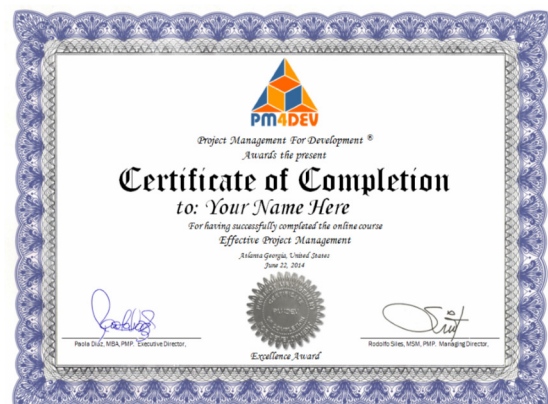 PM4DEV
Project Management For Development ®
Awards the present
Certificate of Completion
to: Your Name Here
For having successfully completed the online course
Effective Project Management
Atlanta Georgia, United States
June 22, 2014
Paola Diaz, MBA, PMP. Executive Director,
Rodolfo Siles, MSM, PMP. Managing Director,
Excellence Award